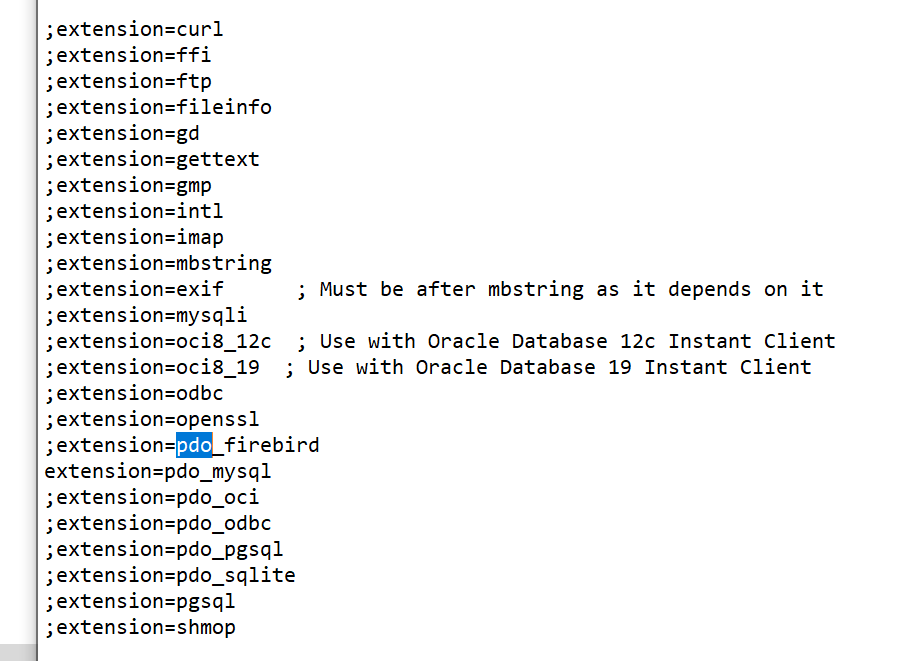 ;extension=curl
;extension=ffi
;extension=ftp
;extension=fileinfo
;extension=gd
;extension=gettext
;extension=gmp
;extension=intl
;extension=imap
;extension=mbstring
;extension=exif      ; Must be after mbstring as it depends on it
;extension=mysqli
;extension=oci8_12c  ; Use with Oracle Database 12c Instant Client
;extension=oci8_19  ; Use with Oracle Database 19 Instant Client
;extension=odbc
;extension=openssl
;extension=pdo_firebird
extension=pdo_mysql
;extension=pdo_oci
;extension=pdo_odbc
;extension=pdo_pgsql
;extension=pdo_sqlite
;extension=pgsql
;extension=shmop